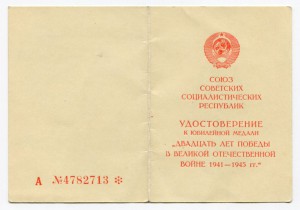 А №4782713 *
СОЮЗ
СОВЕТСКИХ
СОЦИАЛИСТИЧЕСКИХ
РЕСПУБЛИК
УДОСТОВЕРЕНИЕ
К ЮБИЛЕЙНОЙ МЕДАЛИ
„ДВАДЦАТЬ ЛЕТ ПОБЕДЫ
В ВЕЛИКОЙ ОТЕЧЕСТВЕННОЙ
ВОЙНЕ 1941—1945 гг.“